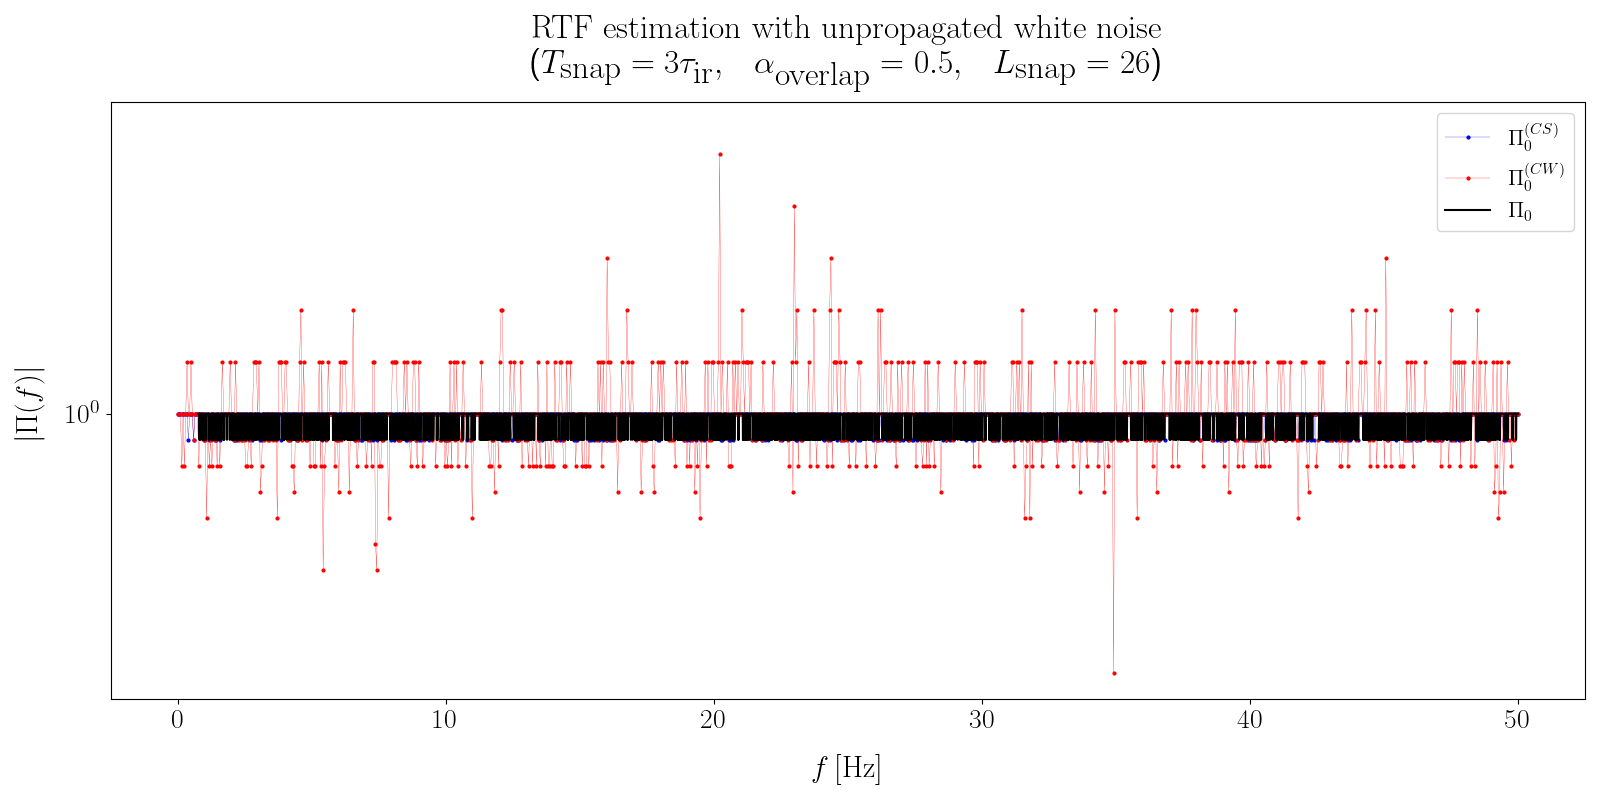 RTF estimation with unpropagated white noise
(T_snap = 3τ_ir, α_overlap = 0.5, L_snap = 26)
Π_0^(CS)
Π_0^(CW)
Π_0
|Π(f)|
10^0
0 10 20 30 40 50
f [Hz]